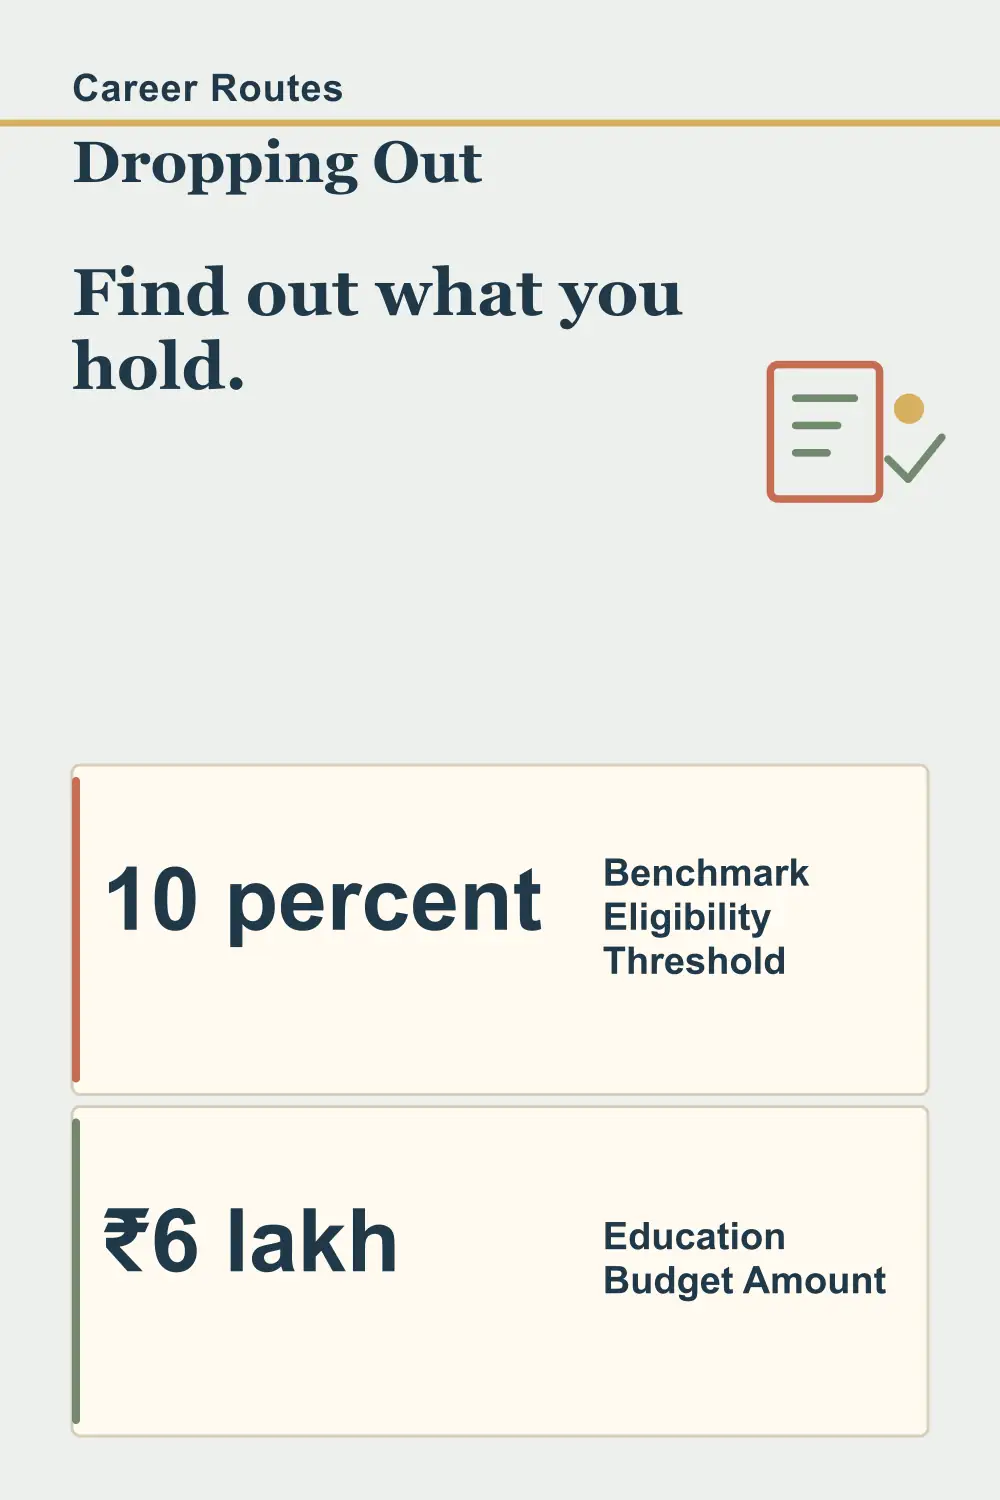 Career Routes
Dropping Out
Find out what you
hold.
10 percent
Benchmark
Eligibility
Threshold
₹6 lakh
Education
Budget Amount